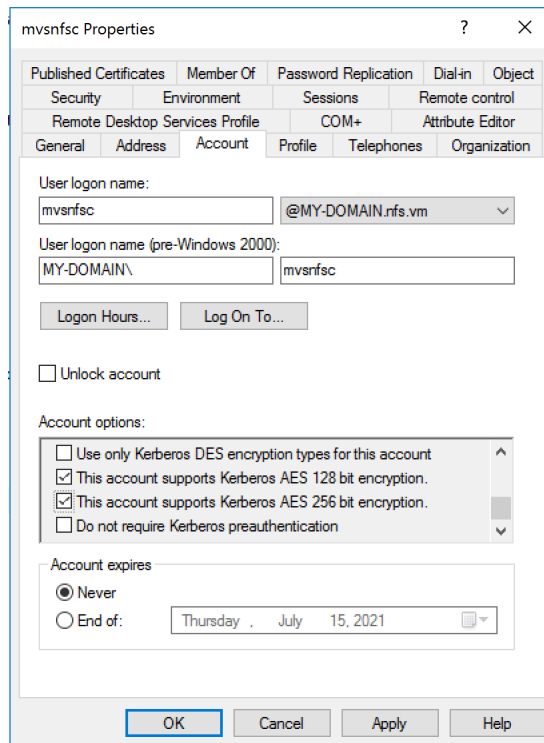 mvsnfsc Properties
Published Certificates Member Of Password Replication Dial-in Object
Security Environment Sessions Remote control
Remote Desktop Services Profile COM+ Attribute Editor
General Address Account Profile Telephones Organization
User logon name:
mvsnfsc @MY-DOMAIN.nfs.vm
User logon name (pre-Windows 2000):
MY-DOMAIN\ mvsnfsc
Logon Hours... Log On To...
Unlock account
Account options:
Use only Kerberos DES encryption types for this account
This account supports Kerberos AES 128 bit encryption.
This account supports Kerberos AES 256 bit encryption.
Do not require Kerberos preauthentication
Account expires
Never
End of: Thursday , July 15, 2021
OK Cancel Apply Help